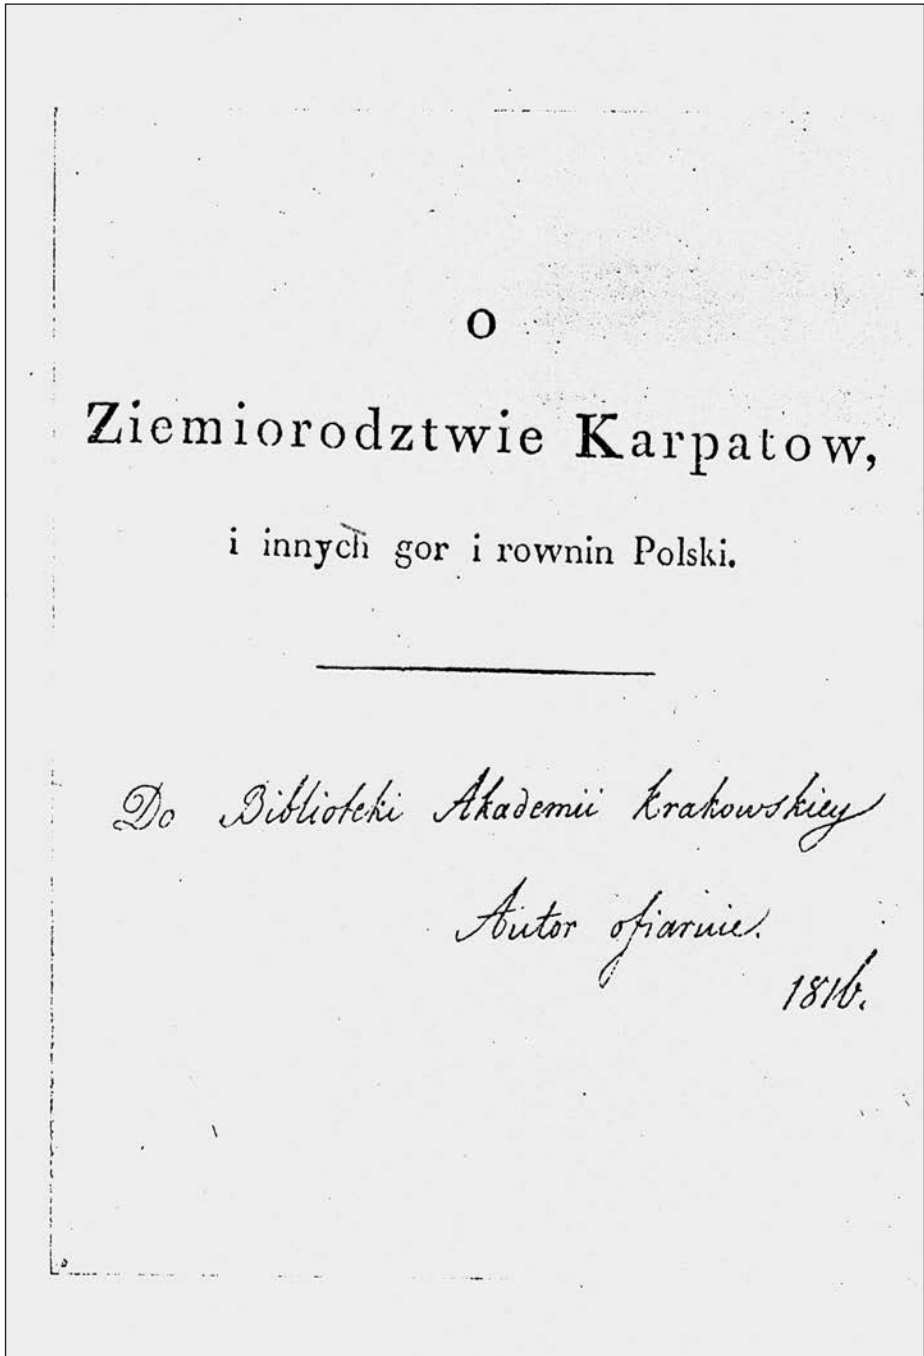 O
Ziemiorodztwie Karpatow,
i innych gor i rownin Polski.
Do Biblioteki Akademii Krakowskiey
Autor ofiaruie.
1816.